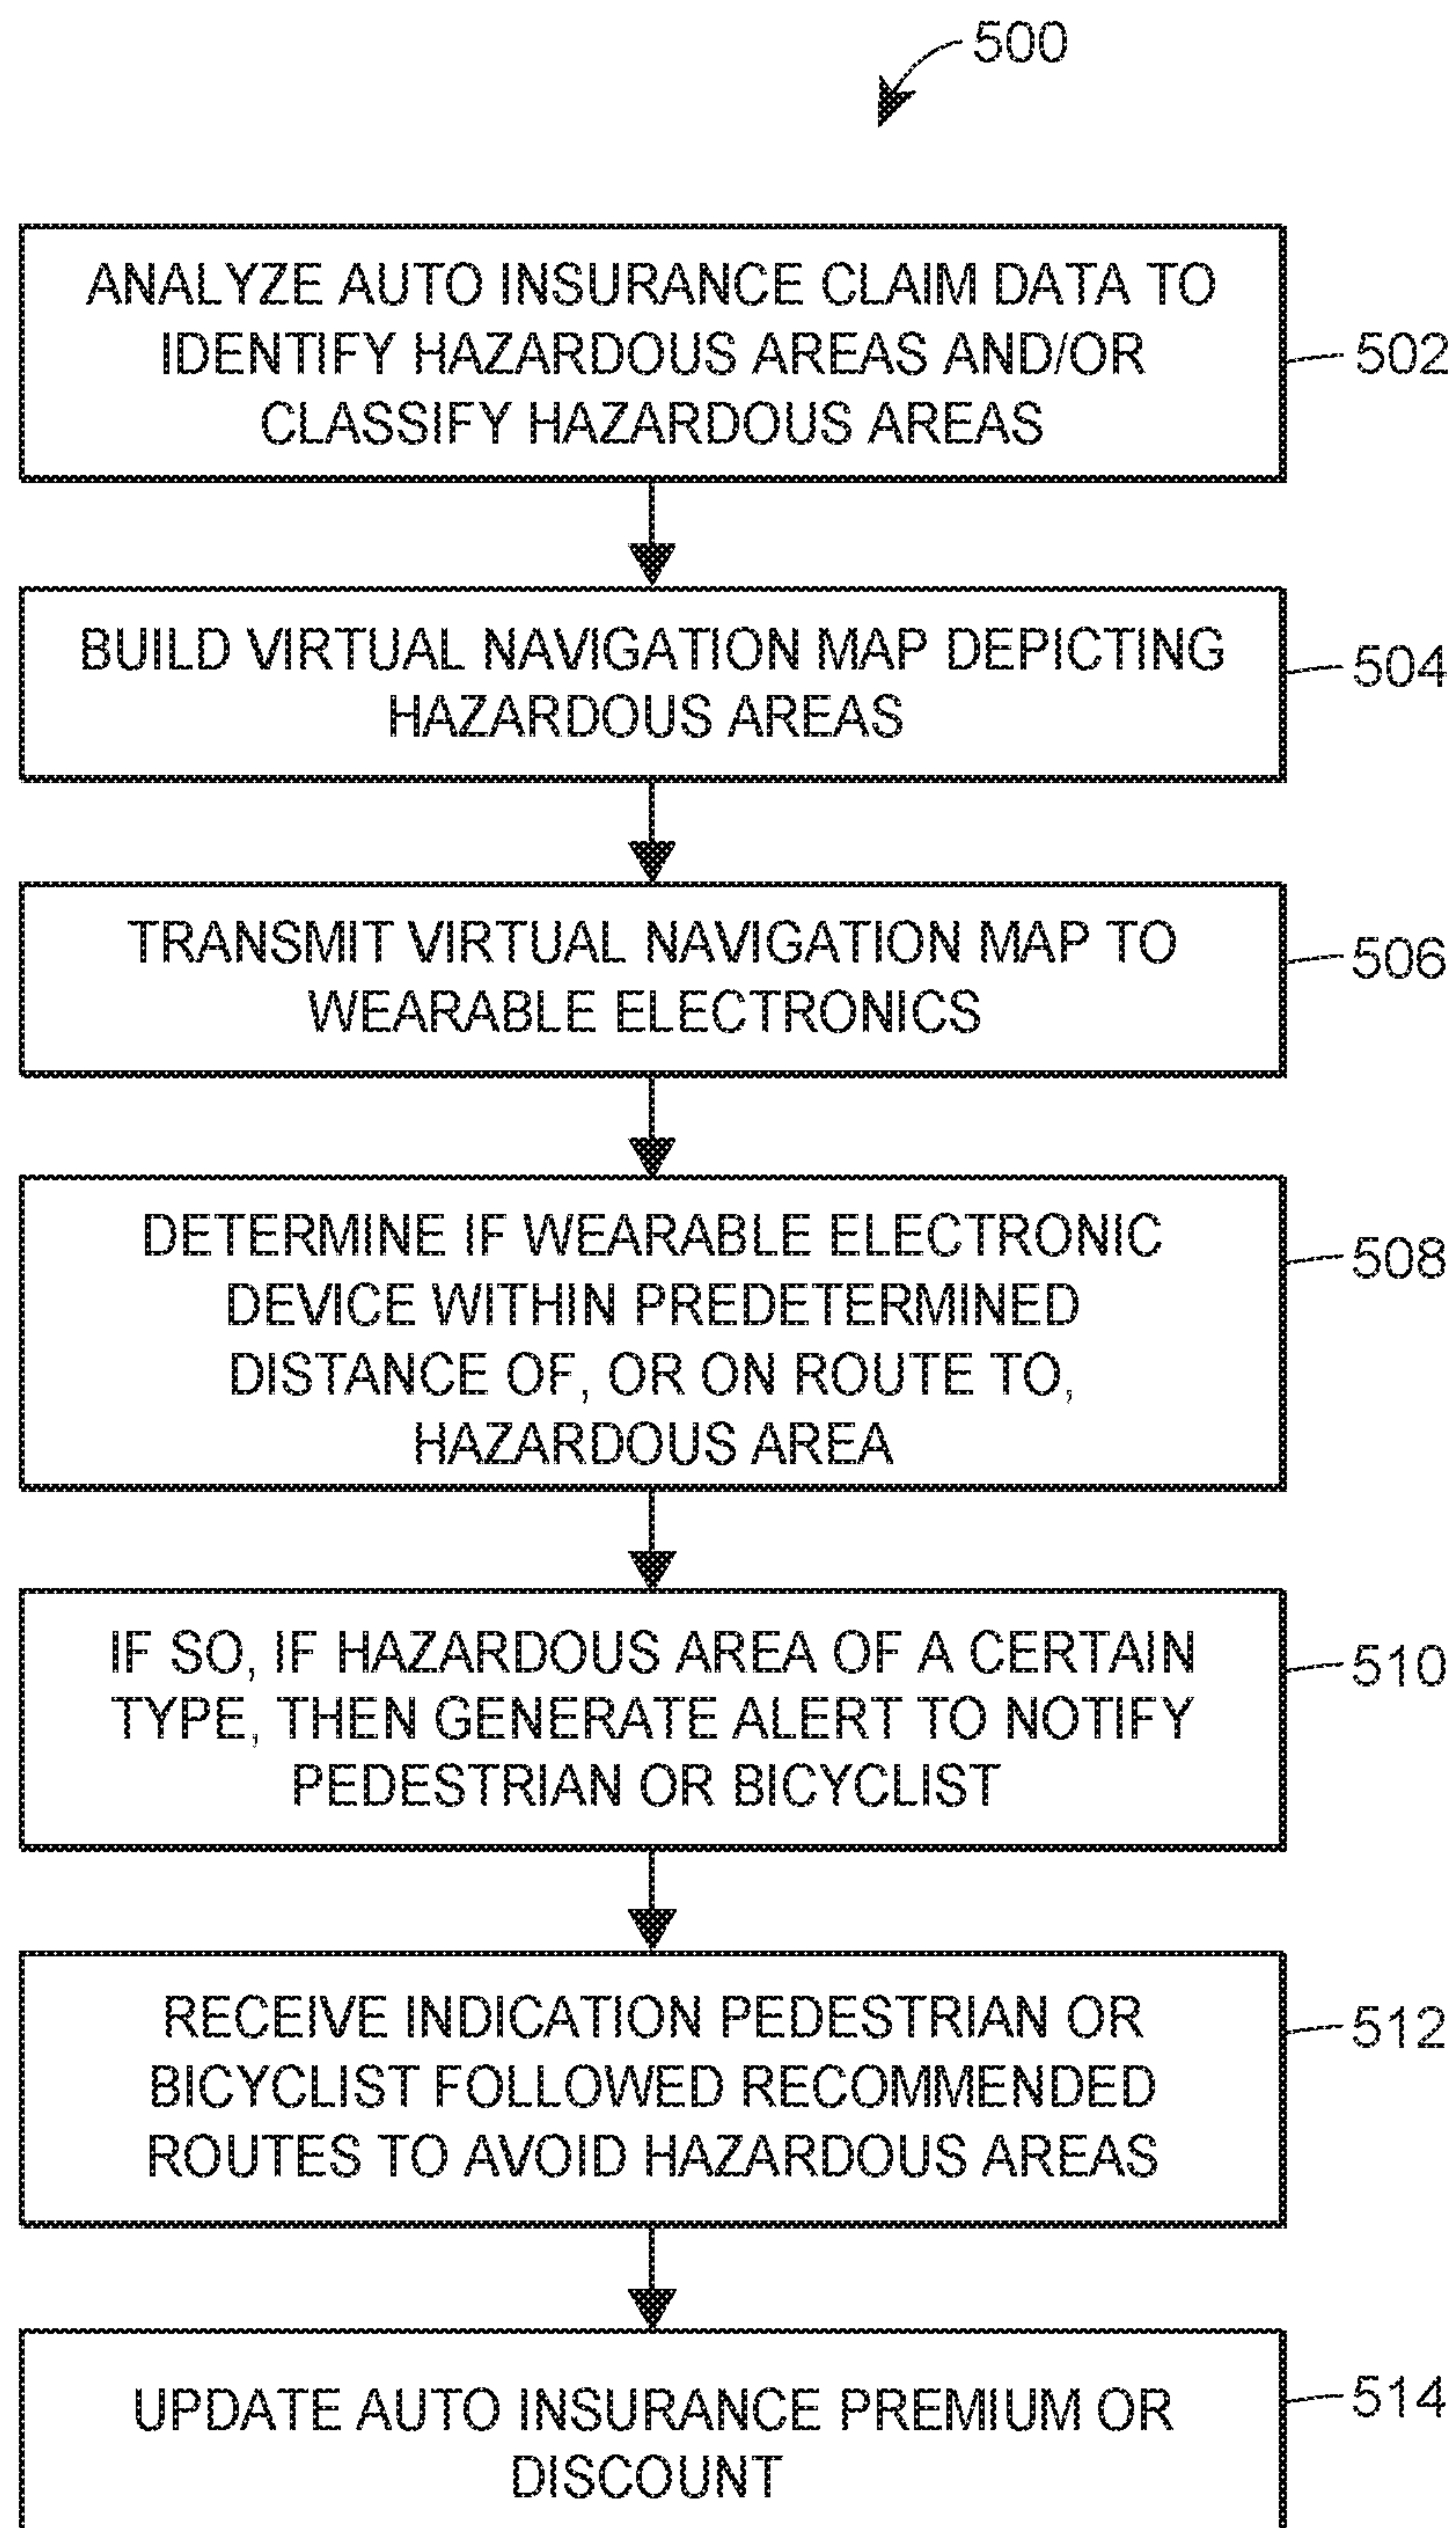 500
ANALYZE AUTO INSURANCE CLAIM DATA TO
IDENTIFY HAZARDOUS AREAS AND/OR
CLASSIFY HAZARDOUS AREAS
502
BUILD VIRTUAL NAVIGATION MAP DEPICTING
HAZARDOUS AREAS
504
TRANSMIT VIRTUAL NAVIGATION MAP TO
WEARABLE ELECTRONICS
506
DETERMINE IF WEARABLE ELECTRONIC
DEVICE WITHIN PREDETERMINED
DISTANCE OF, OR ON ROUTE TO,
HAZARDOUS AREA
508
IF SO, IF HAZARDOUS AREA OF A CERTAIN
TYPE, THEN GENERATE ALERT TO NOTIFY
PEDESTRIAN OR BICYCLIST
510
RECEIVE INDICATION PEDESTRIAN OR
BICYCLIST FOLLOWED RECOMMENDED
ROUTES TO AVOID HAZARDOUS AREAS
512
UPDATE AUTO INSURANCE PREMIUM OR
DISCOUNT
514